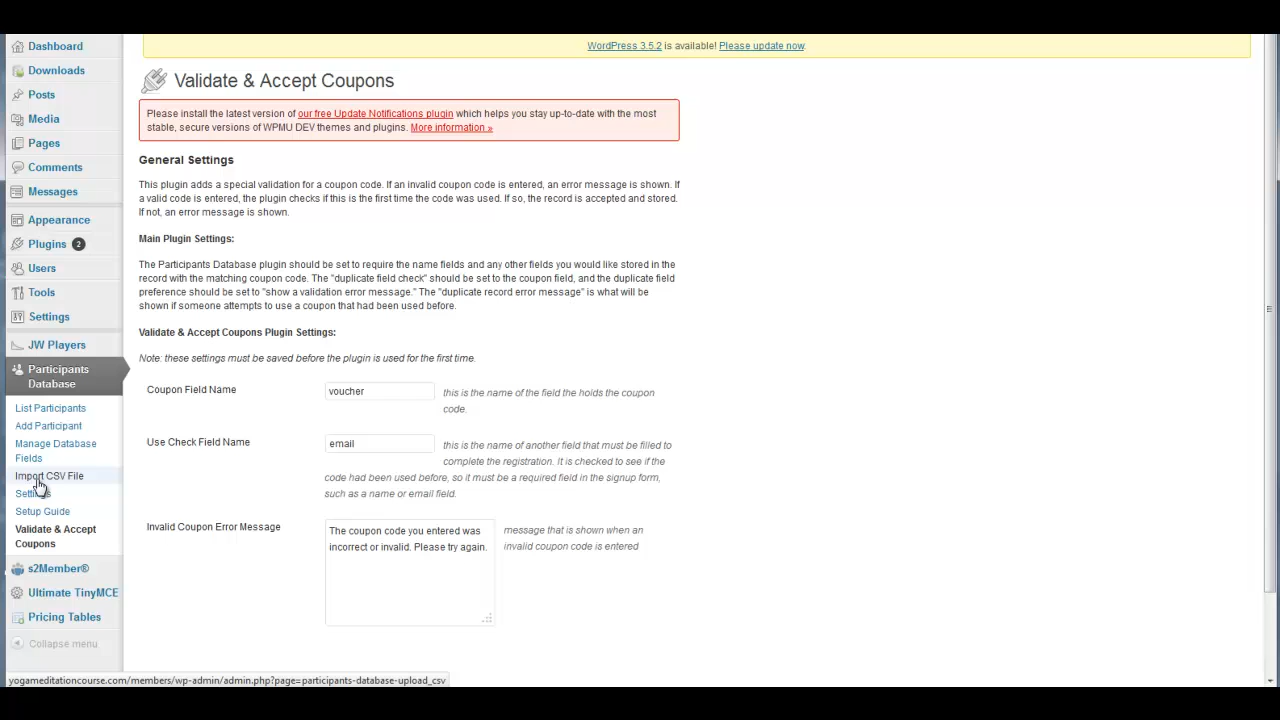 Dashboard
Downloads
Posts
Media
Pages
Comments
Messages
Appearance
Plugins 2
Users
Tools
Settings
JW Players
Participants
Database
List Participants
Add Participant
Manage Database
Fields
Import CSV File
Settings
Setup Guide
Validate & Accept
Coupons
s2Member®
Ultimate TinyMCE
Pricing Tables
Collapse menu
WordPress 3.5.2 is available! Please update now.
Validate & Accept Coupons
Please install the latest version of our free Update Notifications plugin which helps you stay up-to-date with the most
stable, secure versions of WPMU DEV themes and plugins. More information »
General Settings
This plugin adds a special validation for a coupon code. If an invalid coupon code is entered, an error message is shown. If
a valid code is entered, the plugin checks if this is the first time the code was used. If so, the record is accepted and stored.
If not, an error message is shown.
Main Plugin Settings:
The Participants Database plugin should be set to require the name fields and any other fields you would like stored in the
record with the matching coupon code. The "duplicate field check" should be set to the coupon field, and the duplicate field
preference should be set to "show a validation error message." The "duplicate record error message" is what will be
shown if someone attempts to use a coupon that had been used before.
Validate & Accept Coupons Plugin Settings:
Note: these settings must be saved before the plugin is used for the first time.
Coupon Field Name
voucher
this is the name of the field the holds the coupon
code.
Use Check Field Name
email
this is the name of another field that must be filled to
complete the registration. It is checked to see if the
code had been used before, so it must be a required field in the signup form,
such as a name or email field.
Invalid Coupon Error Message
The coupon code you entered was
incorrect or invalid. Please try again.
message that is shown when an
invalid coupon code is entered
yogameditationcourse.com/members/wp-admin/admin.php?page=participants-database-upload_csv